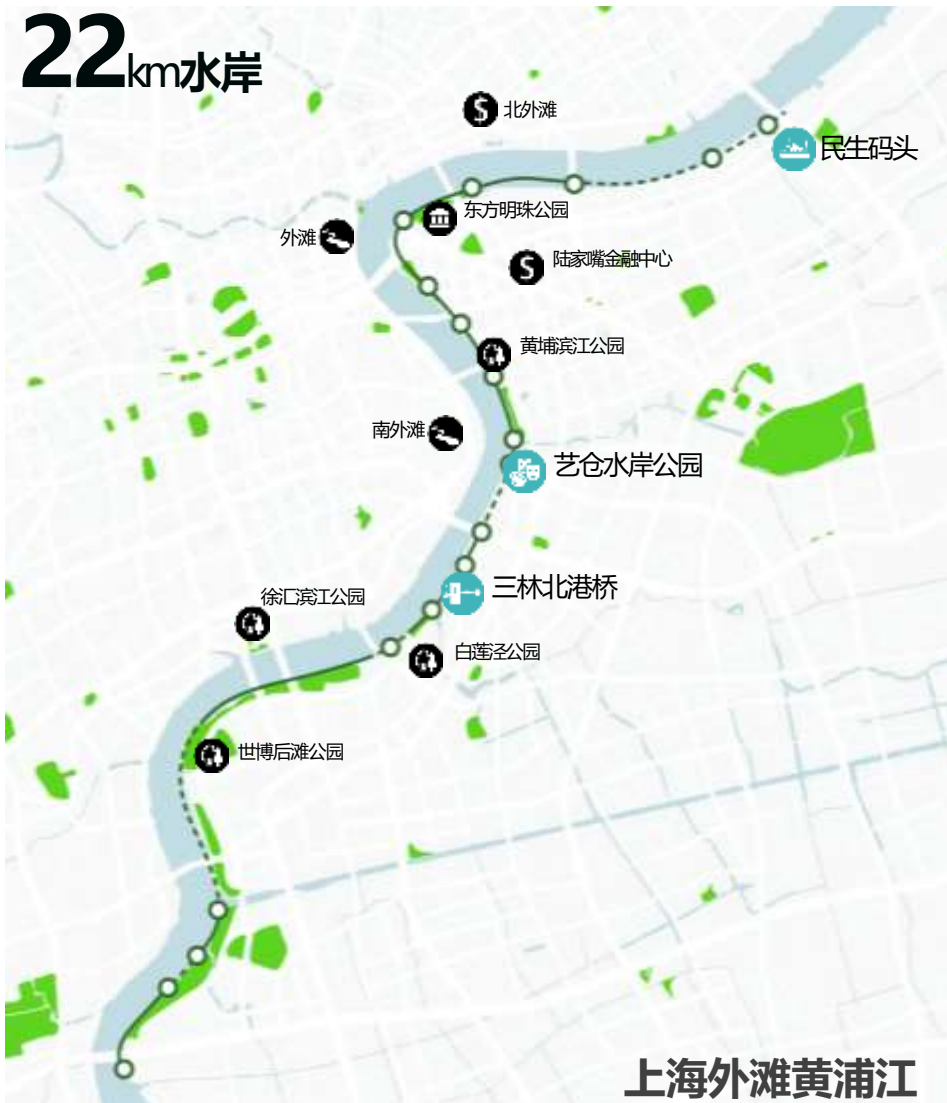 22km水岸
北外滩
民生码头
东方明珠公园
外滩
陆家嘴金融中心
黄埔滨江公园
南外滩
艺仓水岸公园
三林北港桥
徐汇滨江公园
白莲泾公园
世博后滩公园
上海外滩黄浦江